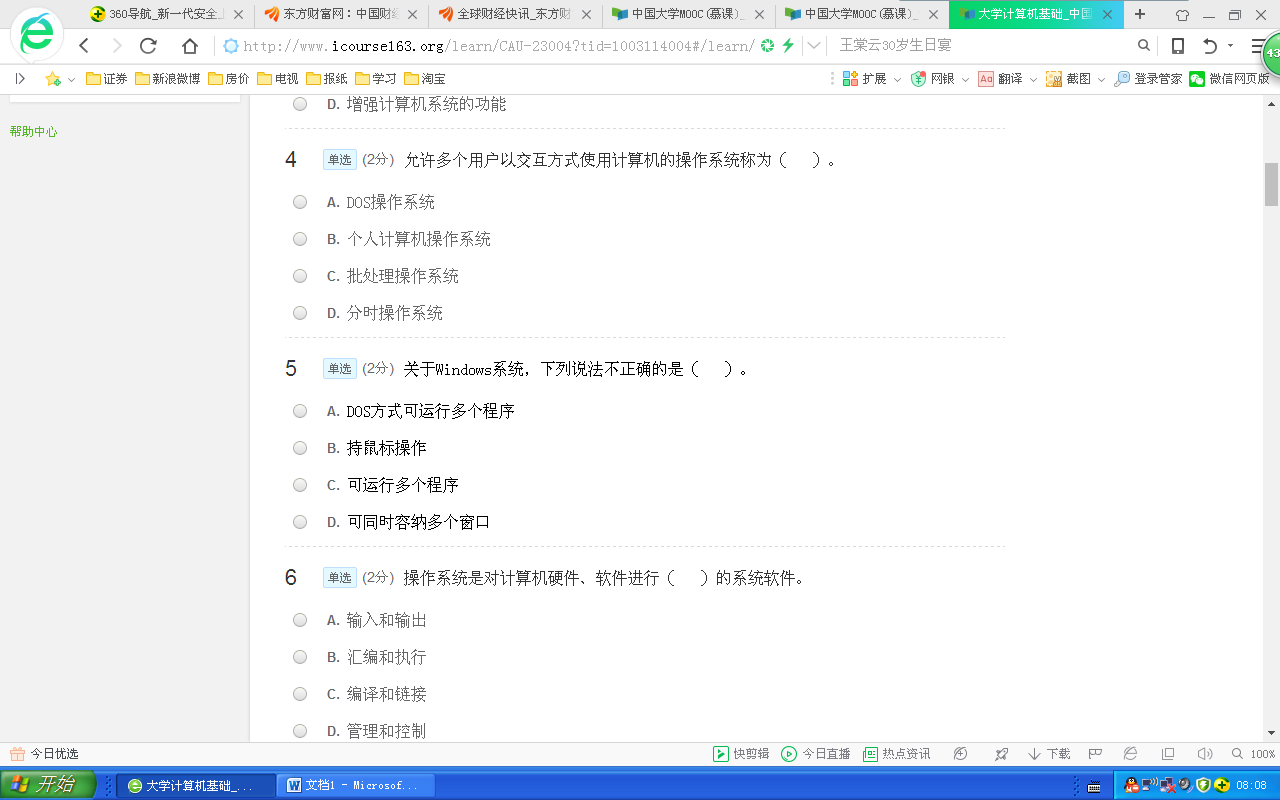 360导航_新一代安全上 东方财富网：中国财经 全球财经快讯_东方财 中国大学MOOC(慕课)_ 中国大学MOOC(慕课)_ 大学计算机基础_中国
http://www.icourse163.org/learn/CAU-23004?tid=1003114004#/learn/ 王棠云30岁生日宴
43
证券 新浪微博 房价 电视 报纸 学习 淘宝 扩展 网银 Aa 翻译 截图 登录管家 微信网页版
帮助中心
D. 增强计算机系统的功能
4 单选 (2分) 允许多个用户以交互方式使用计算机的操作系统称为（ ）。
A. DOS操作系统
B. 个人计算机操作系统
C. 批处理操作系统
D. 分时操作系统
5 单选 (2分) 关于Windows系统，下列说法不正确的是（ ）。
A. DOS方式可运行多个程序
B. 持鼠标操作
C. 可运行多个程序
D. 可同时容纳多个窗口
6 单选 (2分) 操作系统是对计算机硬件、软件进行（ ）的系统软件。
A. 输入和输出
B. 汇编和执行
C. 编译和链接
D. 管理和控制
今日优选 快剪辑 今日直播 热点资讯 下载 100%
开始 大学计算机基础_... 文档1 - Microsof... 08:08